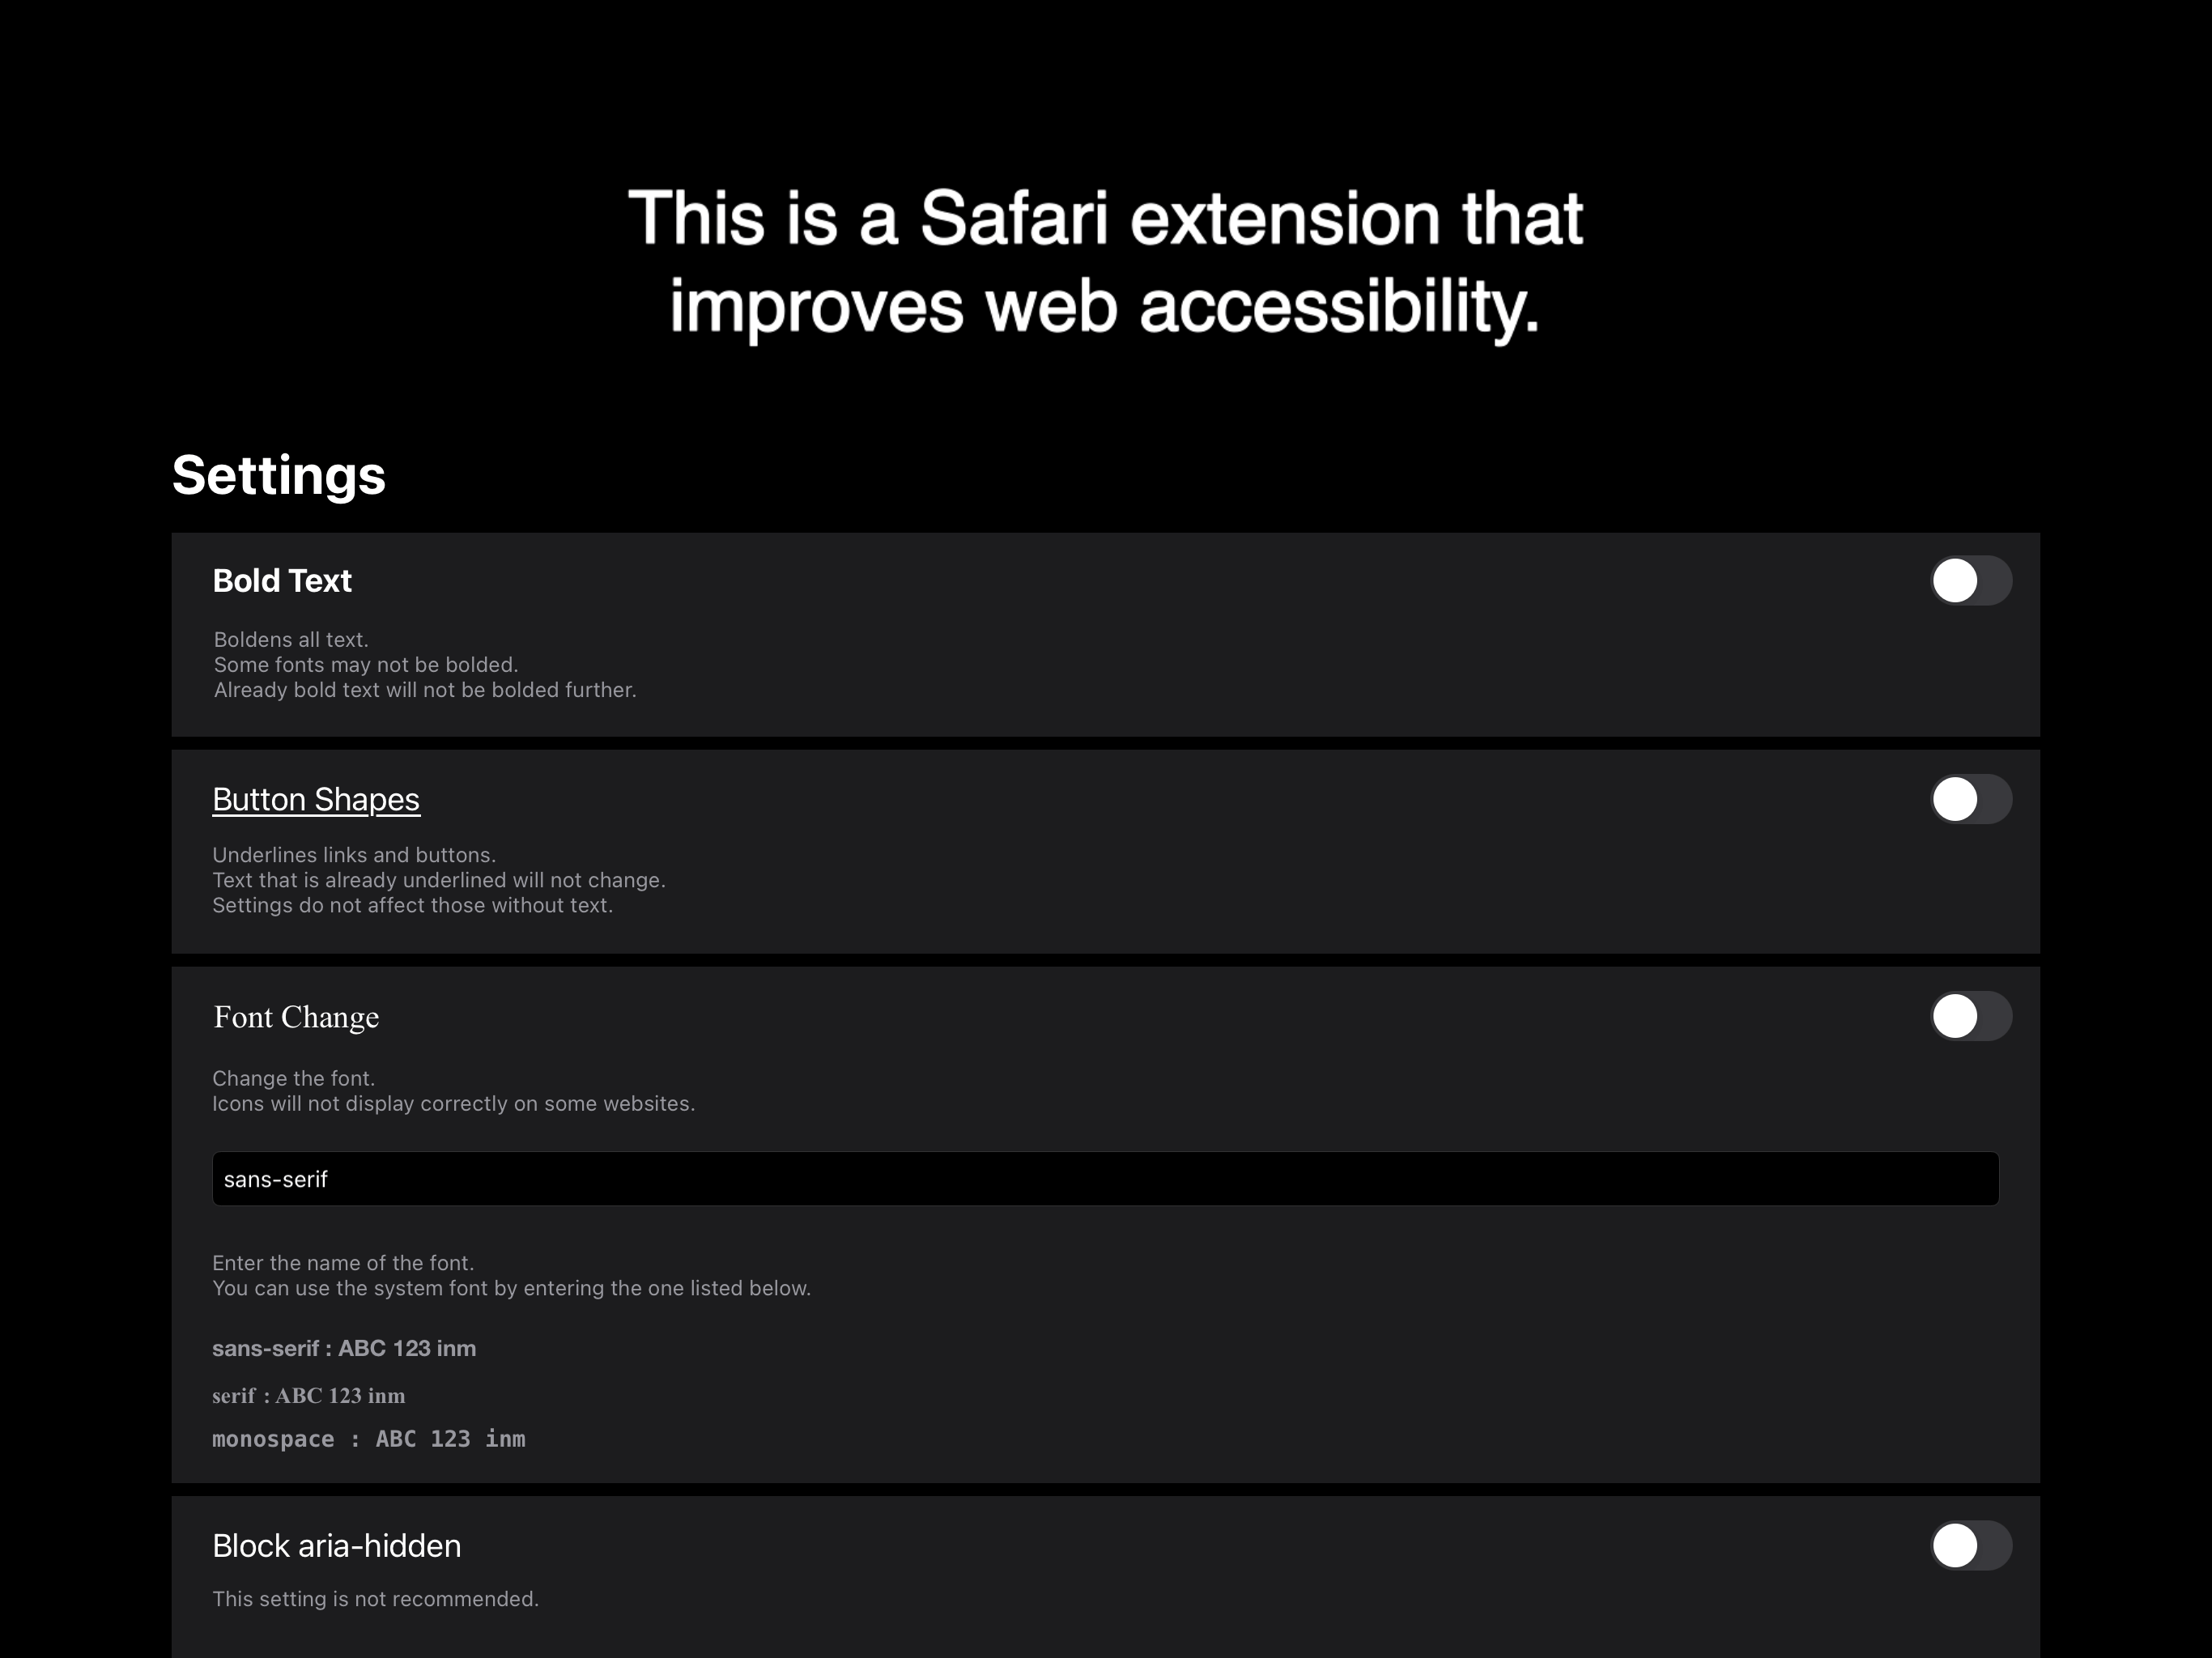 This is a Safari extension that
improves web accessibility.
Settings
Bold Text
Boldens all text.
Some fonts may not be bolded.
Already bold text will not be bolded further.
Button Shapes
Underlines links and buttons.
Text that is already underlined will not change.
Settings do not affect those without text.
Font Change
Change the font.
Icons will not display correctly on some websites.
sans-serif
Enter the name of the font.
You can use the system font by entering the one listed below.
sans-serif : ABC 123 inm
serif : ABC 123 inm
monospace : ABC 123 inm
Block aria-hidden
This setting is not recommended.